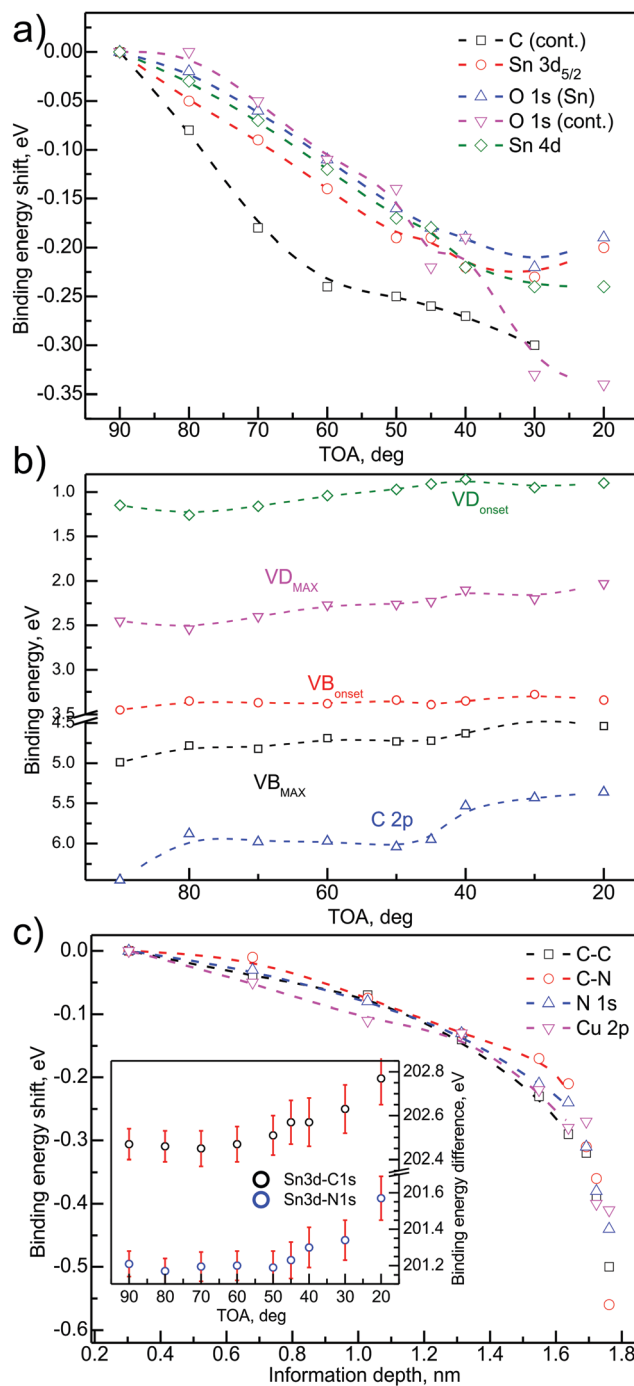 a)
0.00
-0.05
-0.10
-0.15
-0.20
-0.25
-0.30
-0.35
Binding energy shift, eV
C (cont.)
Sn 3d5/2
O 1s (Sn)
O 1s (cont.)
Sn 4d
90 80 70 60 50 40 30 20
TOA, deg
b)
1.0
1.5
2.0
2.5
3.0
3.5
4.5
5.0
5.5
6.0
Binding energy, eV
VDonset
VDMAX
VBonset
VBMAX
C 2p
80 60 40 20
TOA, deg
c)
0.0
-0.1
-0.2
-0.3
-0.4
-0.5
-0.6
Binding energy shift, eV
C-C
C-N
N 1s
Cu 2p
202.8
202.6
202.4
201.6
201.4
201.2
Binding energy difference, eV
Sn3d-C1s
Sn3d-N1s
90 80 70 60 50 40 30 20
TOA, deg
0.2 0.4 0.6 0.8 1.0 1.2 1.4 1.6 1.8
Information depth, nm